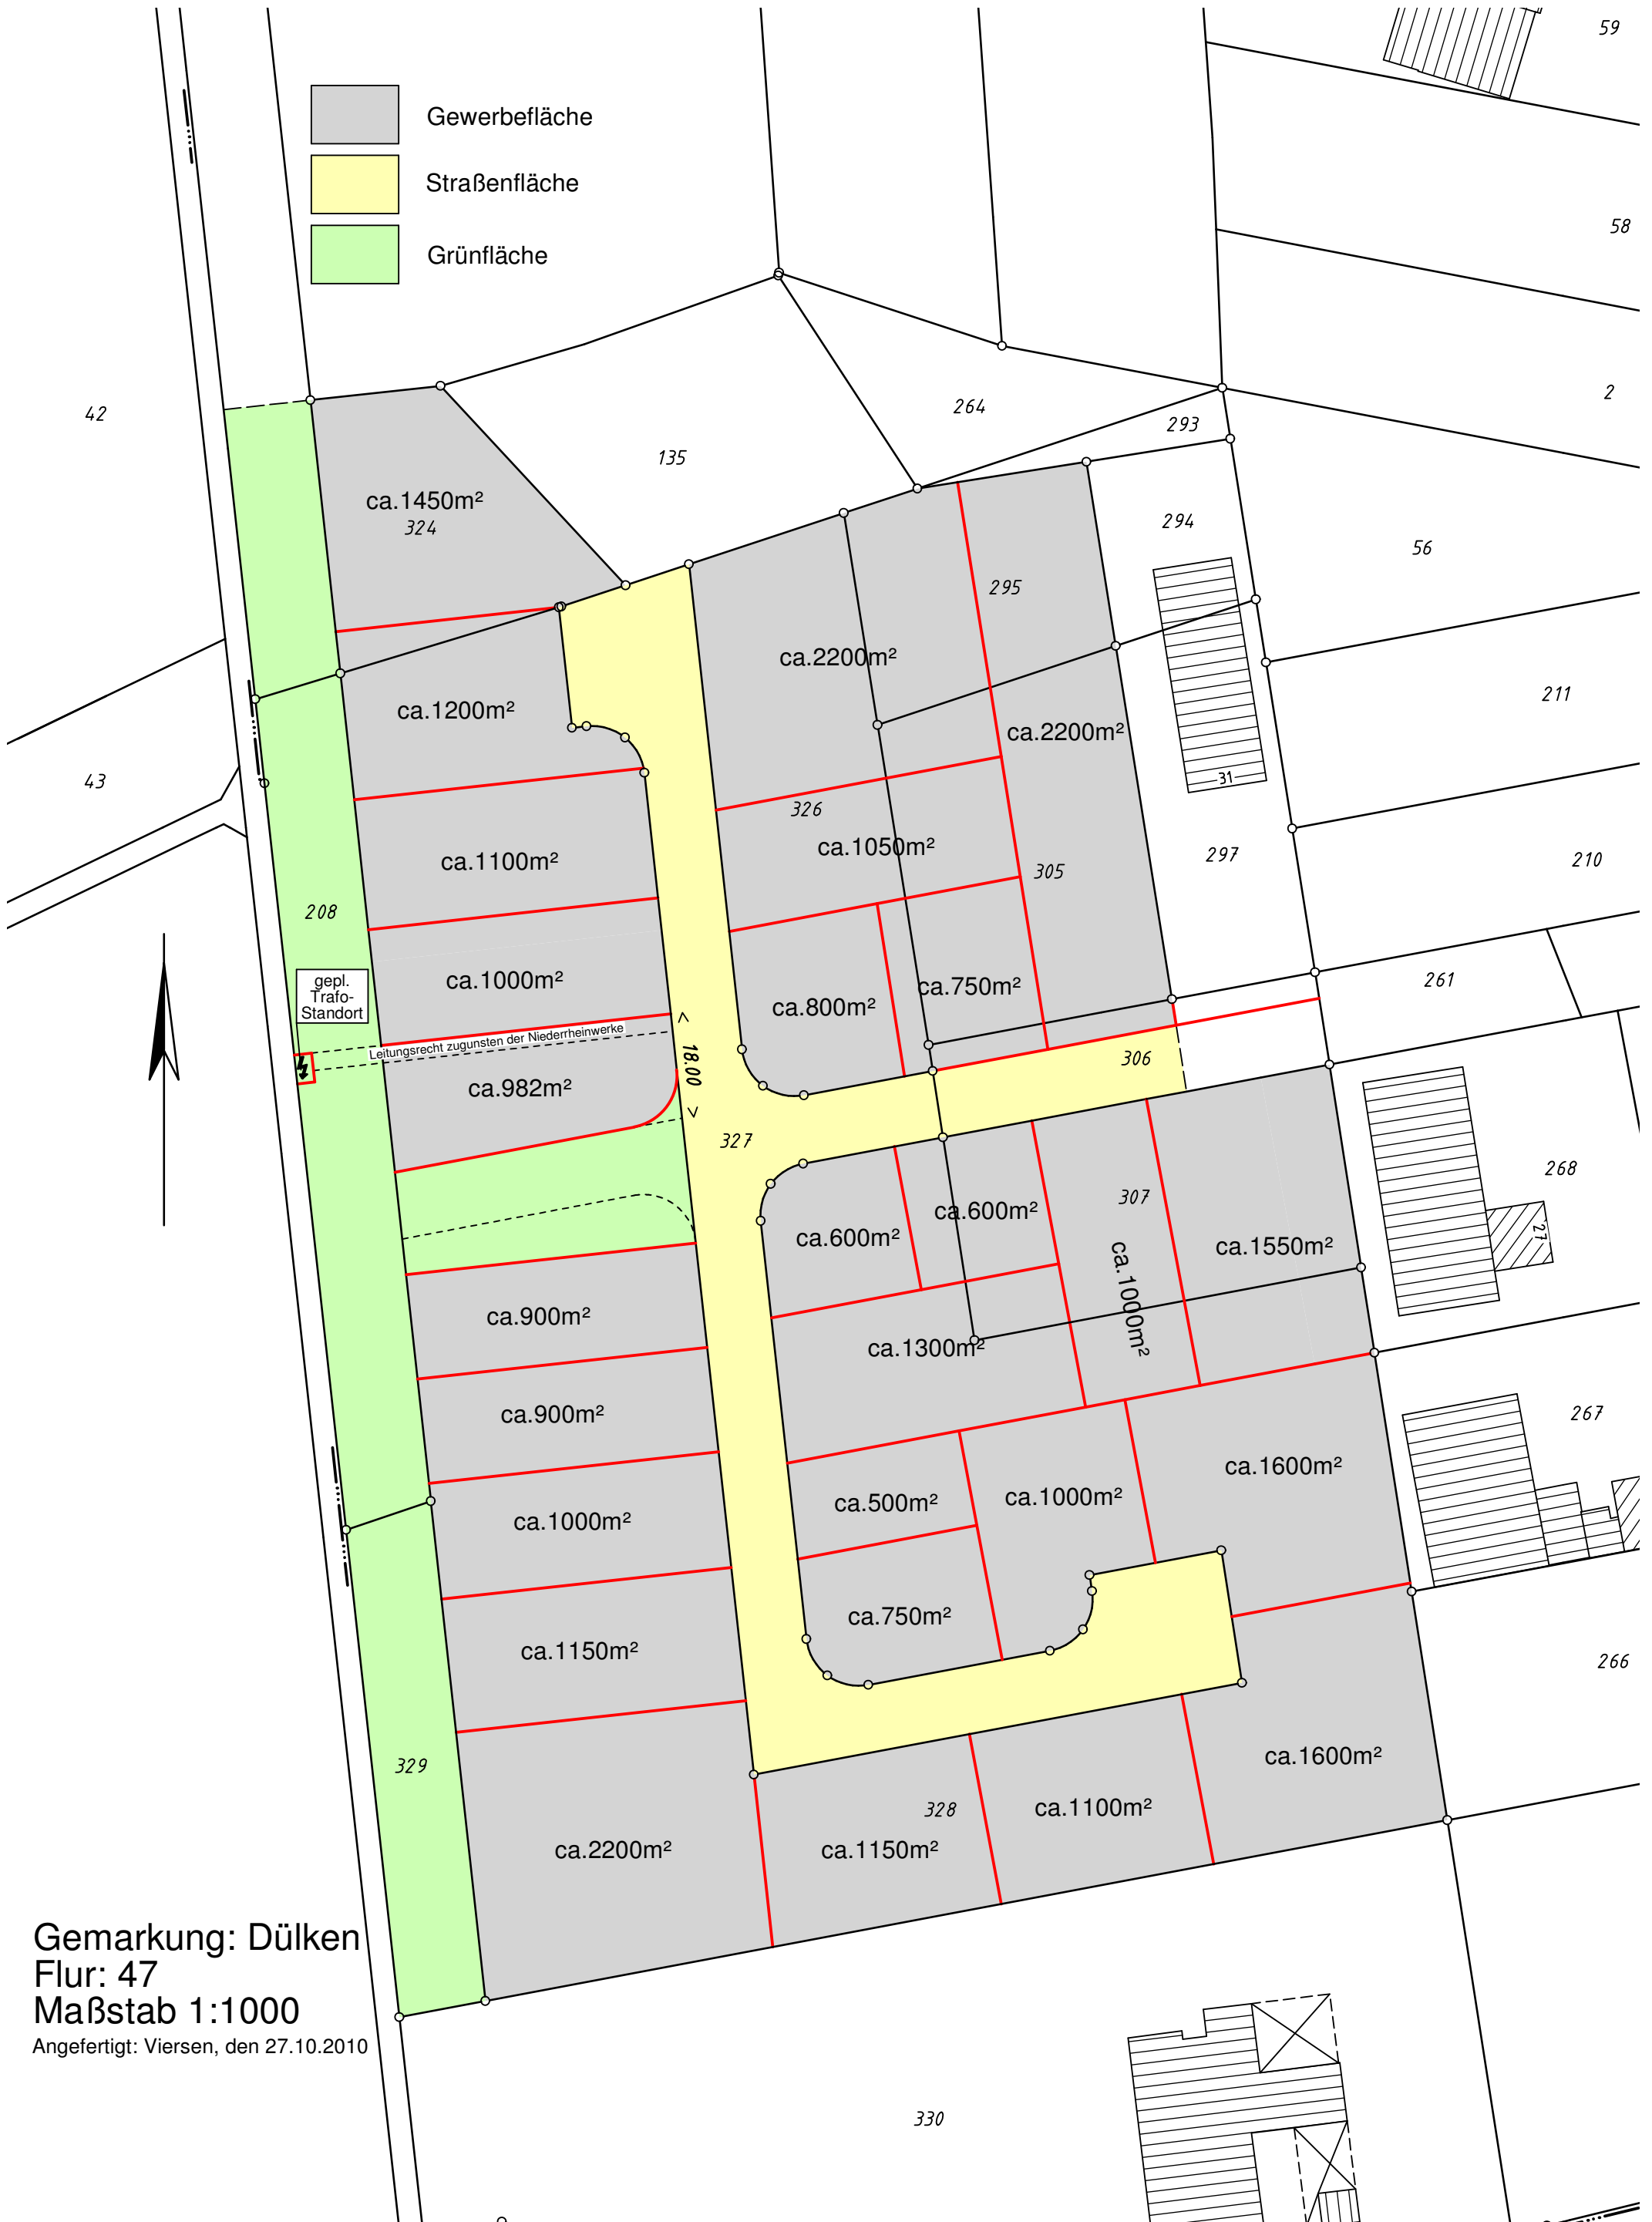 59
Gewerbefläche
Straßenfläche
Grünfläche
58
2
42
264
293
135
ca.1450m²
324
294
56
295
ca.2200m²
211
ca.1200m²
ca.2200m²
43
31
326
ca.1050m²
297
210
ca.1100m²
305
208
ca.1000m²
261
gepl.
Trafo-
Standort
ca.750m²
ca.800m²
Leitungsrecht zugunsten der Niederrheinwerke
18.00
306
ca.982m²
327
268
307
ca.600m²
ca.600m²
27
ca.1550m²
ca.1000m²
ca.900m²
ca.1300m²
ca.900m²
267
ca.1600m²
ca.1000m²
ca.500m²
ca.1000m²
ca.750m²
ca.1150m²
266
329
ca.1600m²
328
ca.1100m²
ca.2200m²
ca.1150m²
Gemarkung: Dülken
Flur: 47
Maßstab 1:1000
Angefertigt: Viersen, den 27.10.2010
330